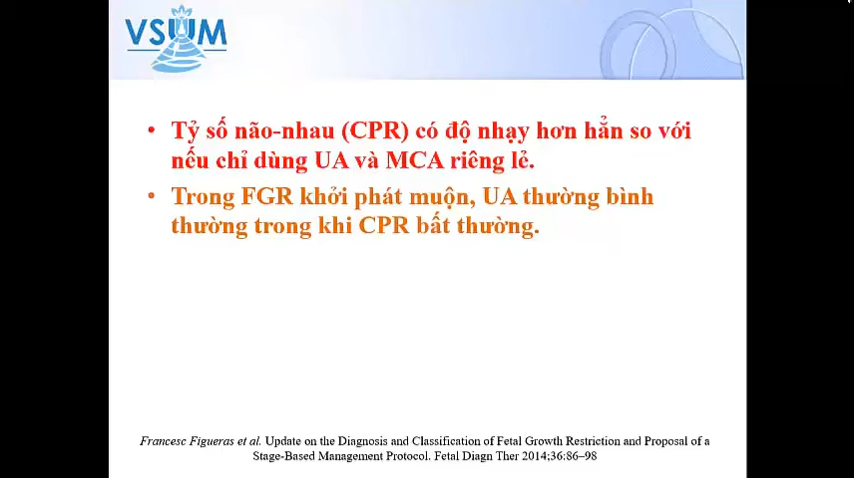 VSUM
• Tỷ số não-nhau (CPR) có độ nhạy hơn hẳn so với
nếu chỉ dùng UA và MCA riêng lẻ.
• Trong FGR khởi phát muộn, UA thường bình
thường trong khi CPR bất thường.
Francesc Figueras et al. Update on the Diagnosis and Classification of Fetal Growth Restriction and Proposal of a
Stage-Based Management Protocol. Fetal Diagn Ther 2014;36:86–98